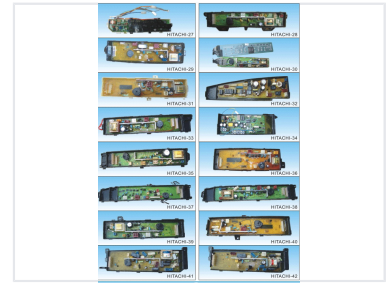 HITACHI-27
HITACHI-28
HITACHI-29
HITACHI-30
HITACHI-31
HITACHI-32
HITACHI-33
HITACHI-34
HITACHI-35
HITACHI-36
HITACHI-37
HITACHI-38
HITACHI-39
HITACHI-40
HITACHI-41
HITACHI-42